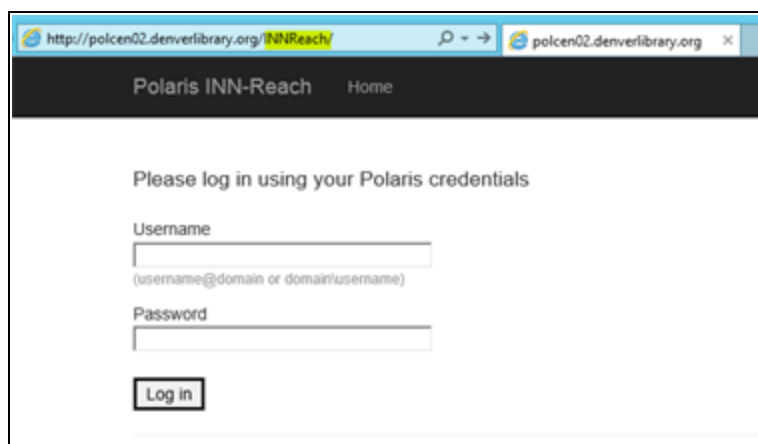 http://polcen02.denverlibrary.org/INNReach/
polcen02.denverlibrary.org
Polaris INN-Reach Home
Please log in using your Polaris credentials
Username
(username@domain or domain\username)
Password
Log in